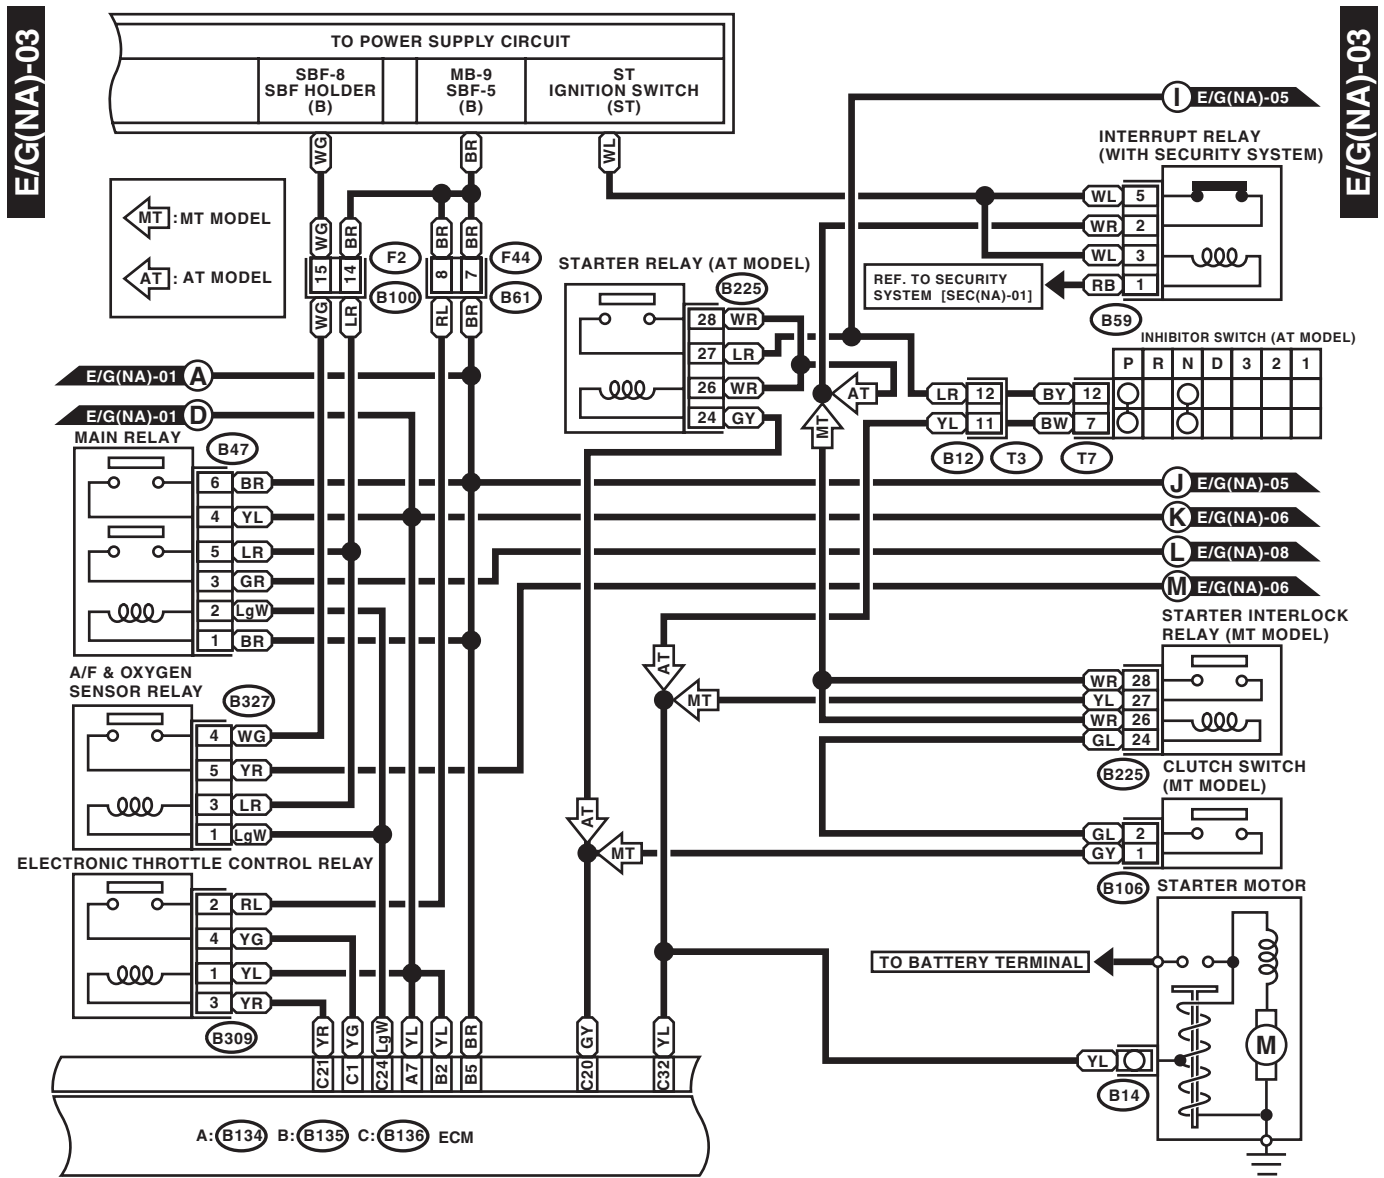 E/G(NA)-03
E/G(NA)-03
TO POWER SUPPLY CIRCUIT
SBF-8
SBF HOLDER
(B)
MB-9
SBF-5
(B)
ST
IGNITION SWITCH
(ST)
WG
BR
WL
MT :MT MODEL
AT : AT MODEL
WG
BR
BR
BR
15
14
8
7
F2
F44
B100
B61
WG
LR
RL
BR
I E/G(NA)-05
INTERRUPT RELAY
(WITH SECURITY SYSTEM)
WL 5
WR 2
WL 3
RB 1
B59
REF. TO SECURITY
SYSTEM [SEC(NA)-01]
STARTER RELAY (AT MODEL)
B225
28 WR
27 LR
26 WR
24 GY
AT
MT
INHIBITOR SWITCH (AT MODEL)
P R N D 3 2 1
LR 12 BY 12
YL 11 BW 7
B12 T3 T7
E/G(NA)-01 A
E/G(NA)-01 D
MAIN RELAY
B47
6 BR
4 YL
5 LR
3 GR
2 LgW
1 BR
J E/G(NA)-05
K E/G(NA)-06
L E/G(NA)-08
M E/G(NA)-06
STARTER INTERLOCK
RELAY (MT MODEL)
AT
MT
WR 28
YL 27
WR 26
GL 24
B225
A/F & OXYGEN
SENSOR RELAY
B327
4 WG
5 YR
3 LR
1 LgW
CLUTCH SWITCH
(MT MODEL)
GL 2
GY 1
B106
AT
MT
ELECTRONIC THROTTLE CONTROL RELAY
2 RL
4 YG
1 YL
3 YR
B309
STARTER MOTOR
TO BATTERY TERMINAL
M
YL
B14
YR
YG
LgW
YL
YL
BR
GY
YL
C21
C1
C24
A7
B2
B5
C20
C32
A: B134 B: B135 C: B136 ECM